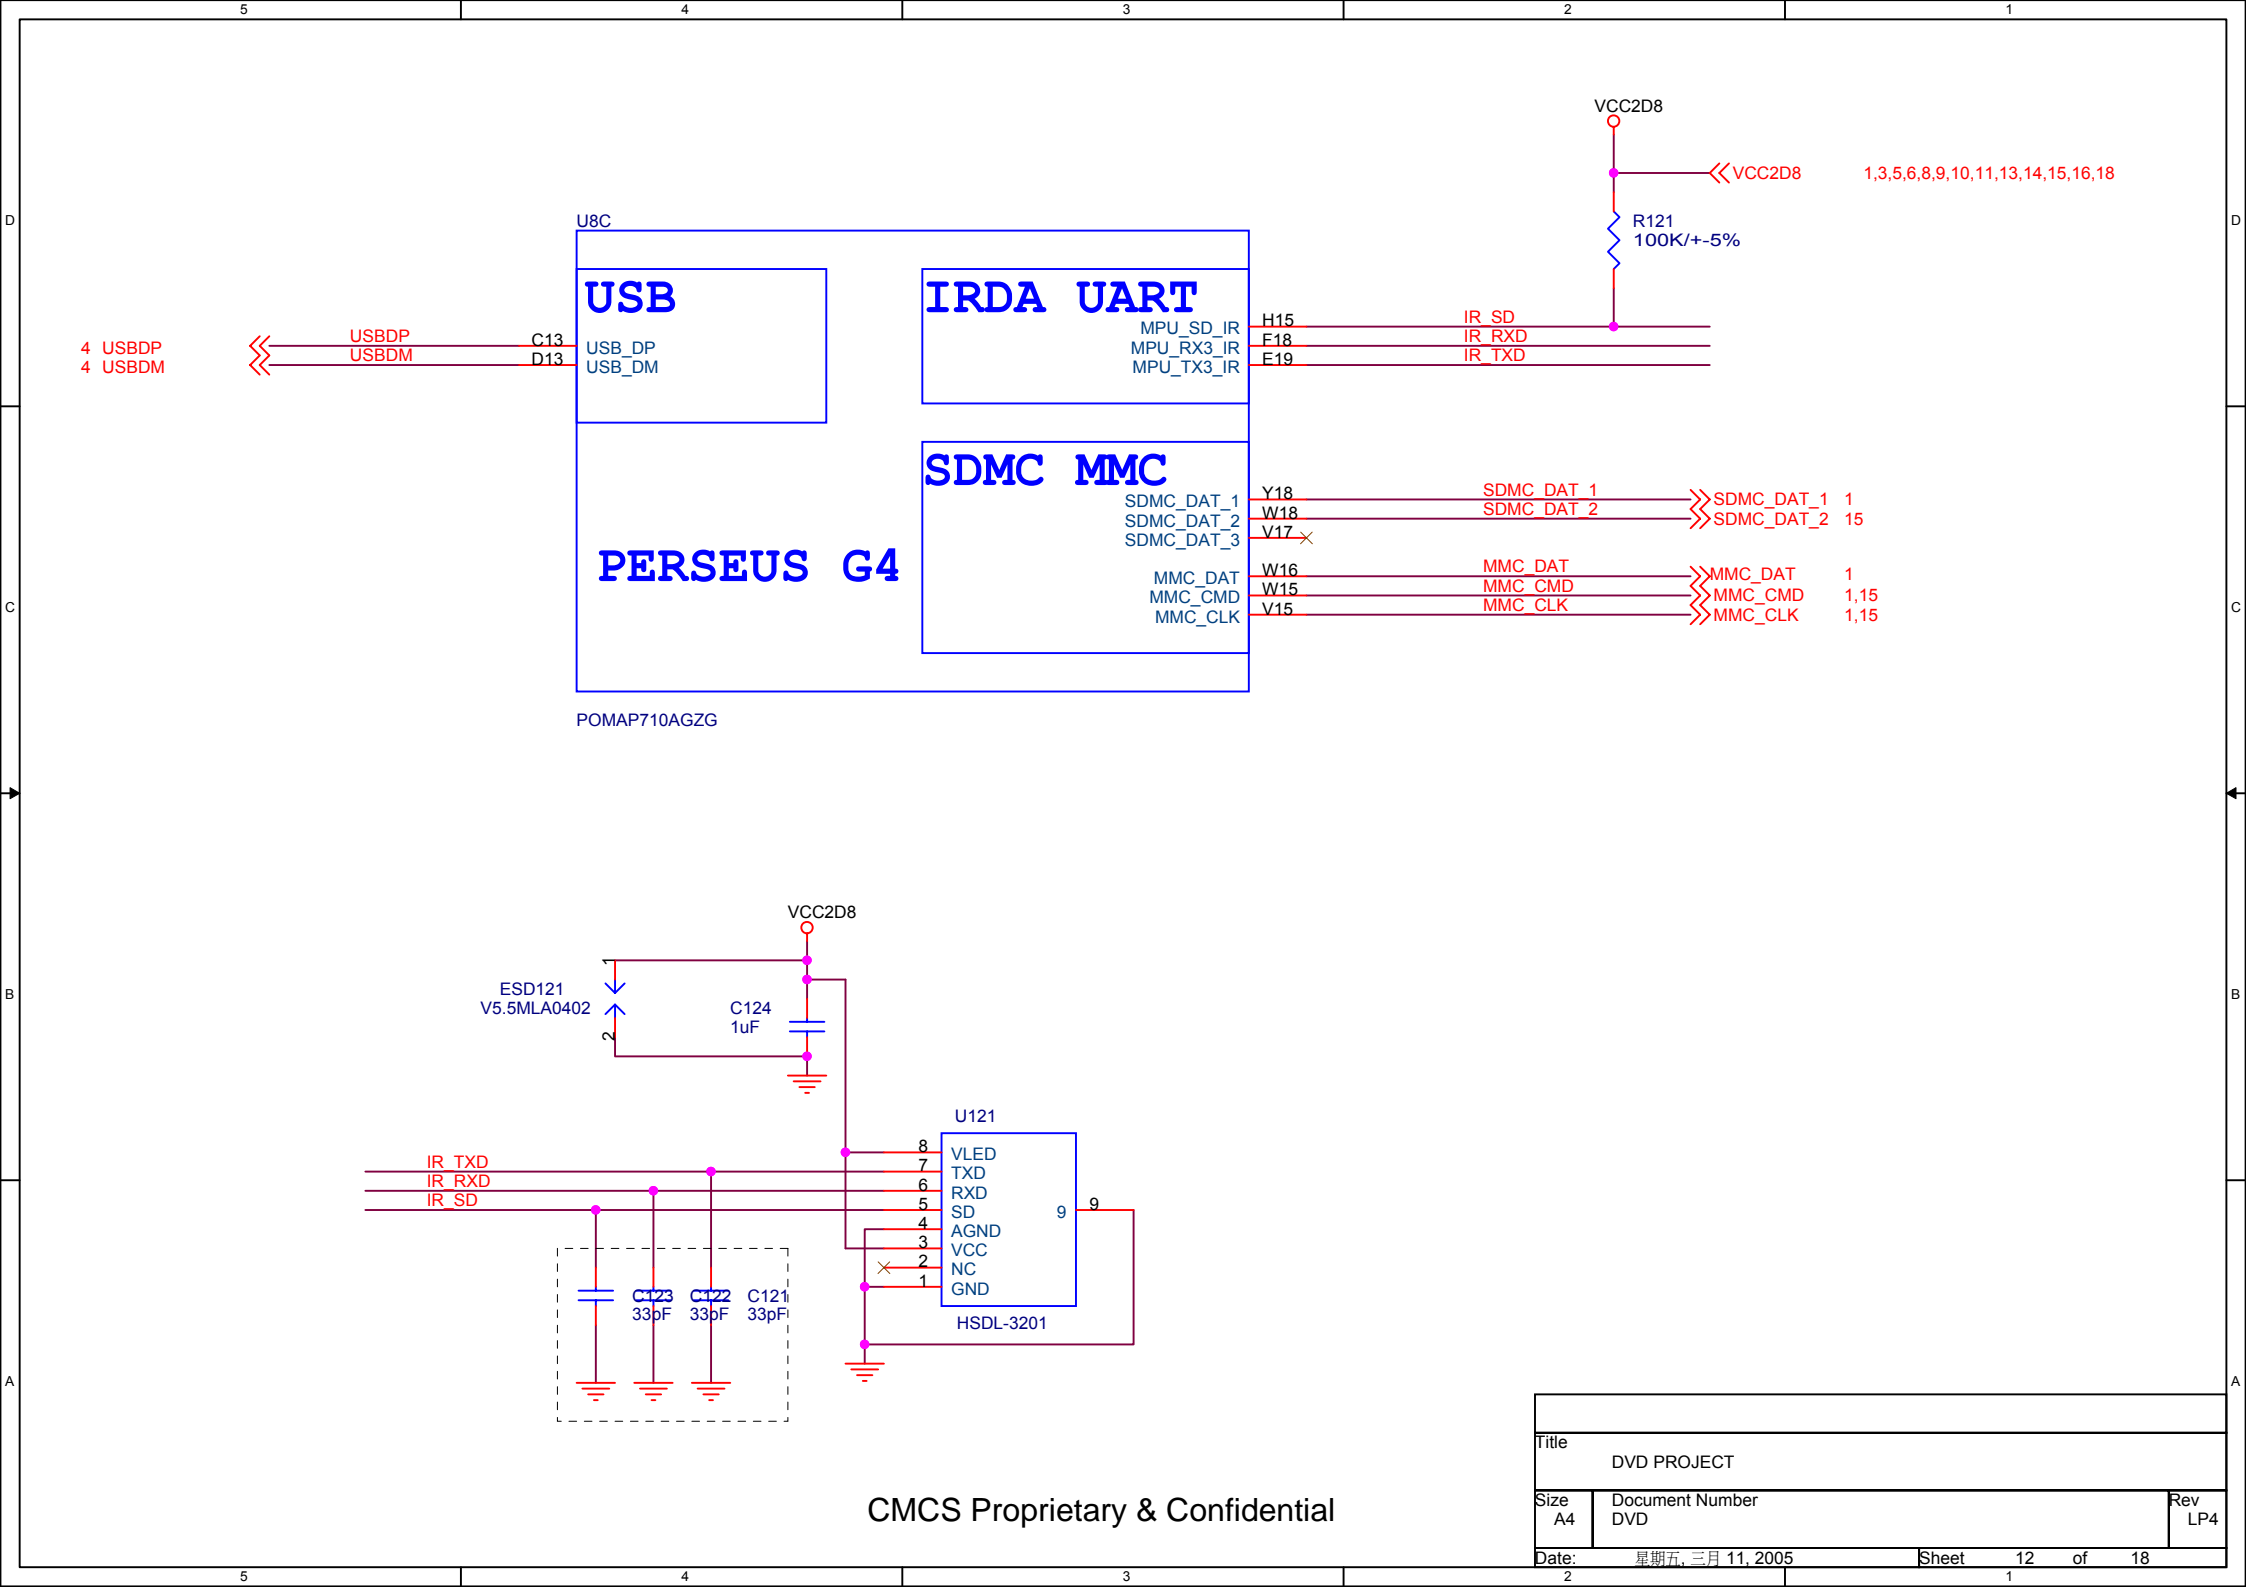 5 4 3 2 1
VCC2D8
VCC2D8 1,3,5,6,8,9,10,11,13,14,15,16,18
D D
U8C
R121
100K/+-5%
USB
IRDA UART
4 USBDP USBDP C13 USB_DP
4 USBDM USBDM D13 USB_DM
MPU_SD_IR H15 IR_SD
MPU_RX3_IR F18 IR_RXD
MPU_TX3_IR E19 IR_TXD
SDMC MMC
SDMC_DAT_1 Y18 SDMC_DAT_1 SDMC_DAT_1 1
SDMC_DAT_2 W18 SDMC_DAT_2 SDMC_DAT_2 15
SDMC_DAT_3 V17
PERSEUS G4
MMC_DAT W16 MMC_DAT MMC_DAT 1
MMC_CMD W15 MMC_CMD MMC_CMD 1,15
MMC_CLK V15 MMC_CLK MMC_CLK 1,15
C C
POMAP710AGZG
VCC2D8
1
ESD121
V5.5MLA0402
2
C124
1uF
B B
U121
8 VLED
IR_TXD 7 TXD
IR_RXD 6 RXD
IR_SD 5 SD 9 9
4 AGND
3 VCC
2 NC
1 GND
C123 C122 C121
33pF 33pF 33pF
HSDL-3201
A A
Title
DVD PROJECT
Size Document Number Rev
A4 DVD LP4
Date: 星期五, 三月 11, 2005 Sheet 12 of 18
CMCS Proprietary & Confidential
5 4 3 2 1